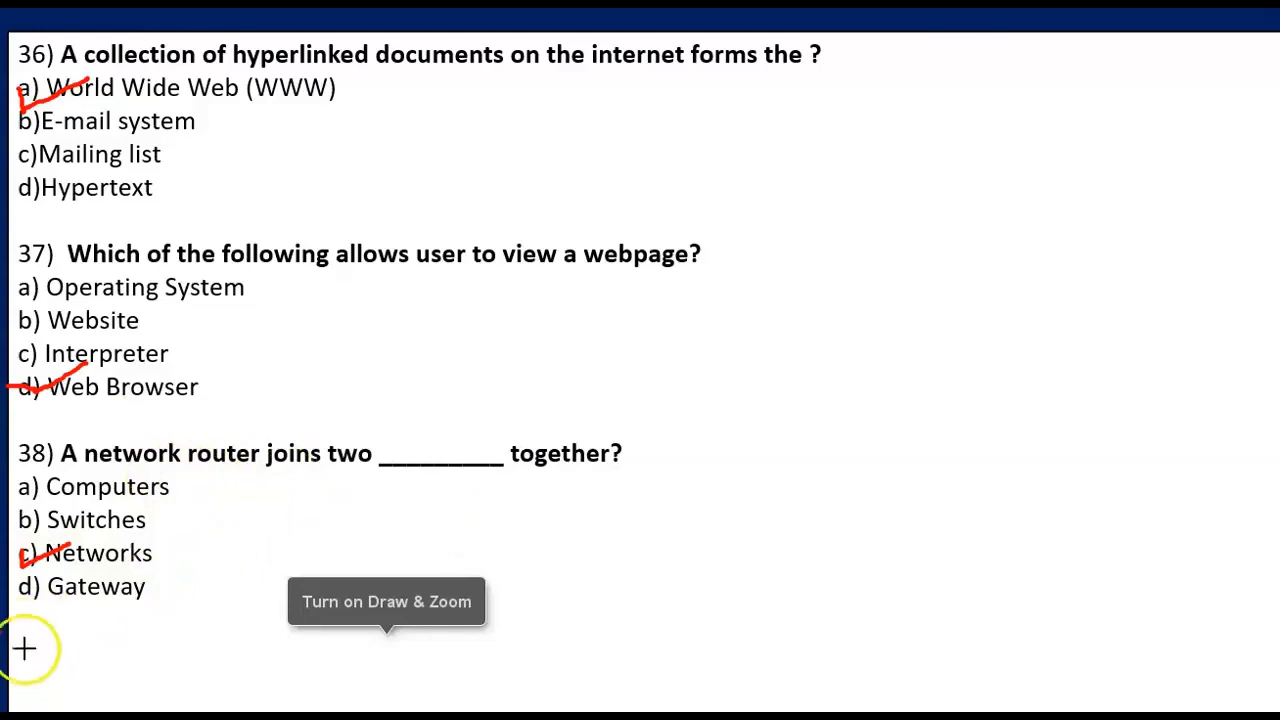 36) A collection of hyperlinked documents on the internet forms the ?
a) World Wide Web (WWW)
b)E-mail system
c)Mailing list
d)Hypertext
37)  Which of the following allows user to view a webpage?
a) Operating System
b) Website
c) Interpreter
d) Web Browser
38) A network router joins two _________ together?
a) Computers
b) Switches
c) Networks
d) Gateway
Turn on Draw & Zoom